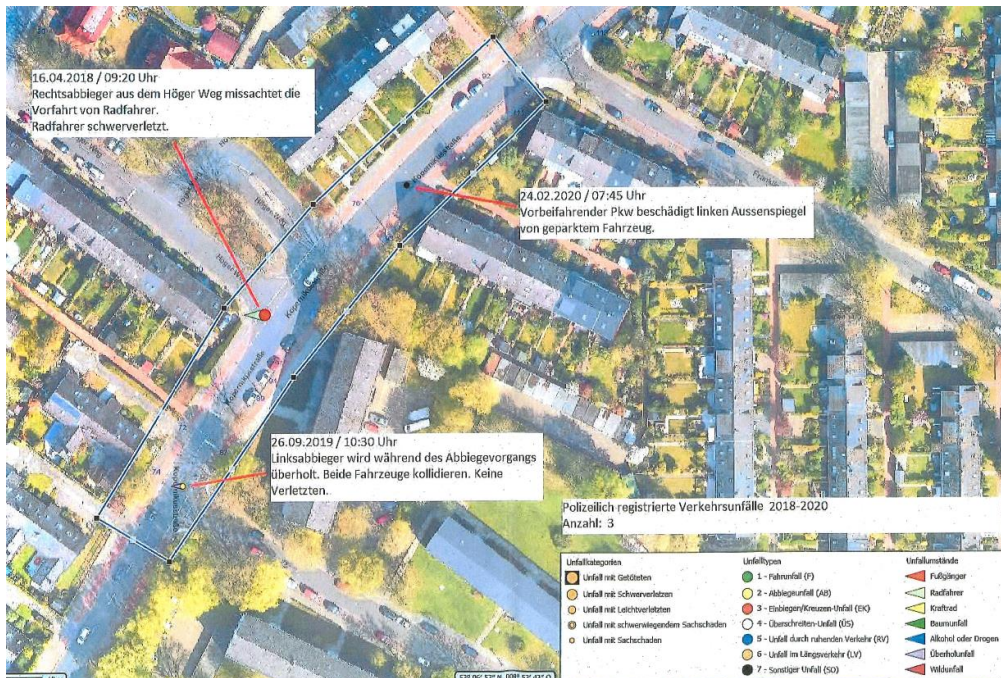 16.04.2018 / 09:20 Uhr
Rechtsabbieger aus dem Höger Weg missachtet die
Vorfahrt von Radfahrer.
Radfahrer schwerverletzt.
24.02.2020 / 07:45 Uhr
Vorbeifahrender Pkw beschädigt linken Aussenspiegel
von geparktem Fahrzeug.
26.09.2019 / 10:30 Uhr
Linksabbieger wird während des Abbiegevorgangs
überholt. Beide Fahrzeuge kollidieren. Keine
Verletzten.
Polizeilich registrierte Verkehrsunfälle 2018-2020
Anzahl: 3
Unfallkategorien
Unfall mit Getöteten
Unfall mit Schwerverletzen
Unfall mit Leichtverletzten
Unfall mit schwerwiegendem Sachschaden
Unfall mit Sachschaden
Unfalltypen
1 - Fahrunfall (F)
2 - Abbiegeunfall (AB)
3 - Einbiegen/Kreuzen-Unfall (EK)
4 - Überschreiten-Unfall (ÜS)
5 - Unfall durch ruhenden Verkehr (RV)
6 - Unfall im Längsverkehr (LV)
7 - Sonstiger Unfall (SO)
Unfallumstände
Fußgänger
Radfahrer
Kraftrad
Baumunfall
Alkohol oder Drogen
Überholunfall
Wildunfall